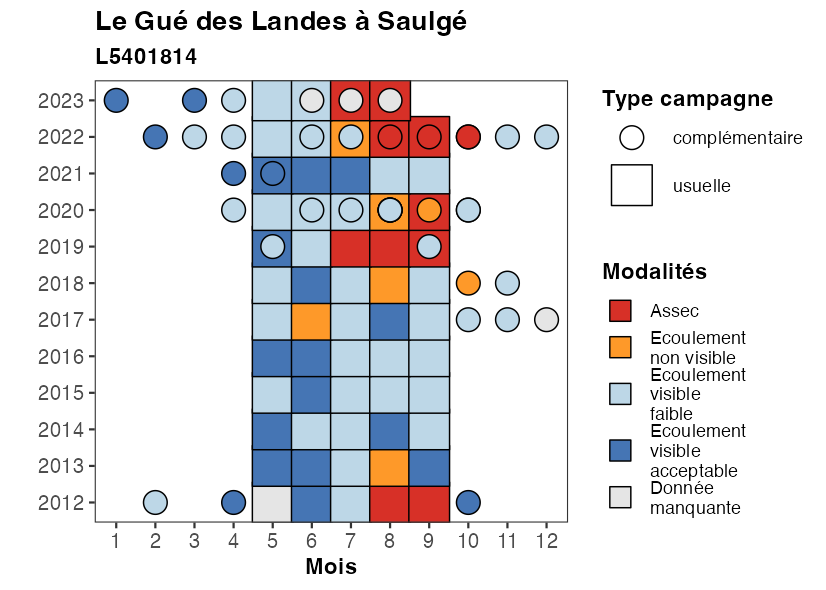 Le Gué des Landes à Saulgé
L5401814
2023
2022
2021
2020
2019
2018
2017
2016
2015
2014
2013
2012
1 2 3 4 5 6 7 8 9 10 11 12
Mois
Type campagne
complémentaire
usuelle
Modalités
Assec
Ecoulement
non visible
Ecoulement
visible
faible
Ecoulement
visible
acceptable
Donnée
manquante